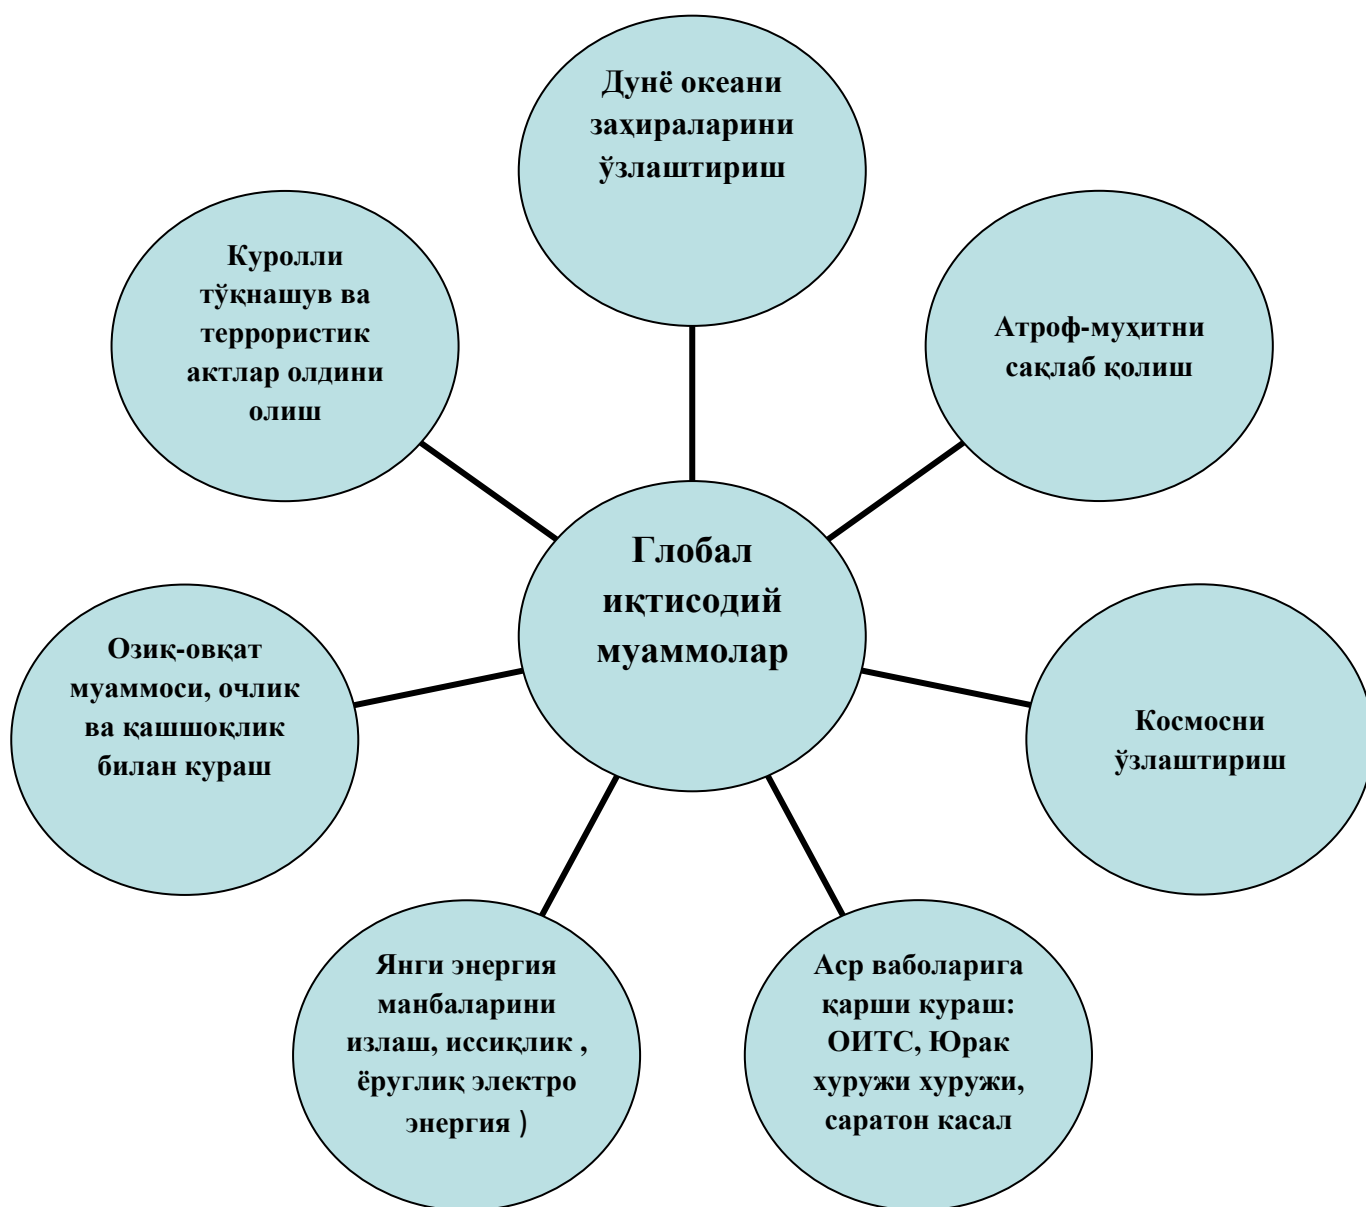 Дунё океани
заҳираларини
ўзлаштириш
Куролли
тўқнашув ва
террористик
актлар олдини
олиш
Атроф-муҳитни
сақлаб қолиш
Глобал
иқтисодий
муаммолар
Озиқ-овқат
муаммоси, очлик
ва қашшоқлик
билан кураш
Космосни
ўзлаштириш
Янги энергия
манбаларини
излаш, иссиқлик ,
ёруглиқ электро
энергия )
Аср ваболарига
қарши кураш:
ОИТС, Юрак
хуружи хуружи,
саратон касал